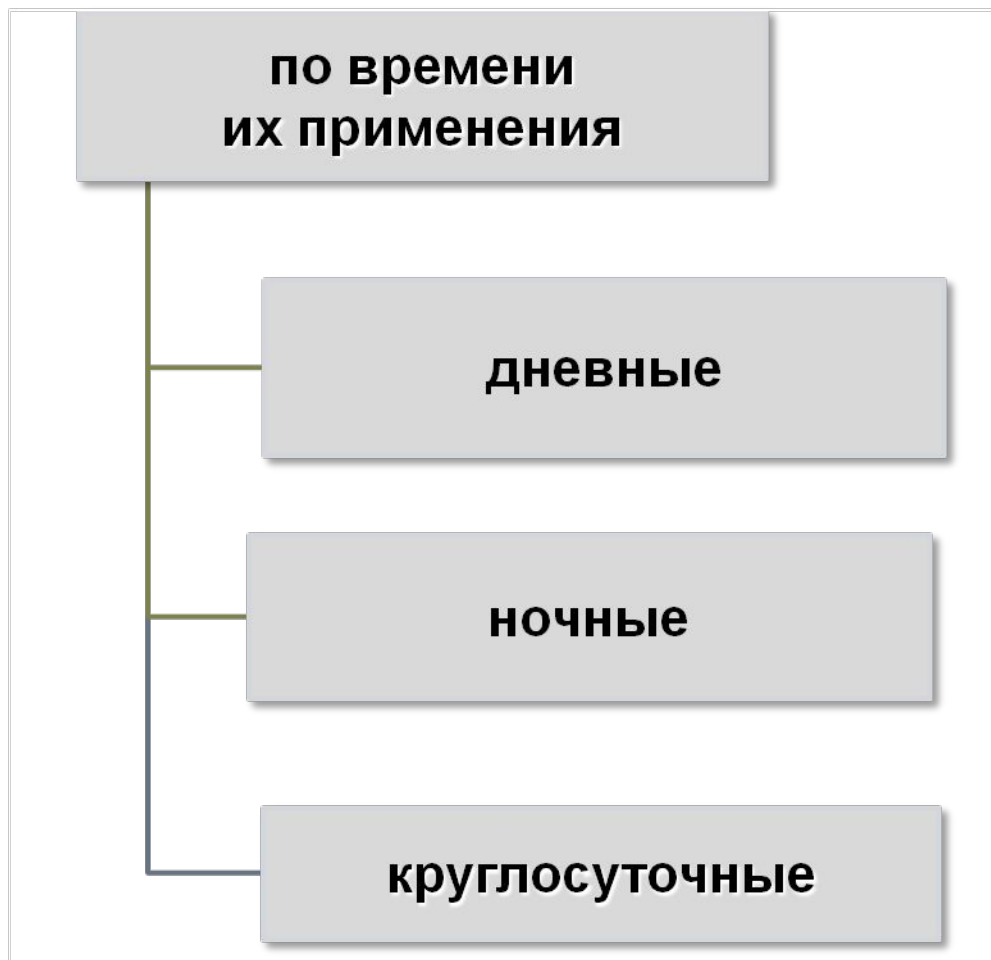 по времени
их применения
дневные
ночные
круглосуточные